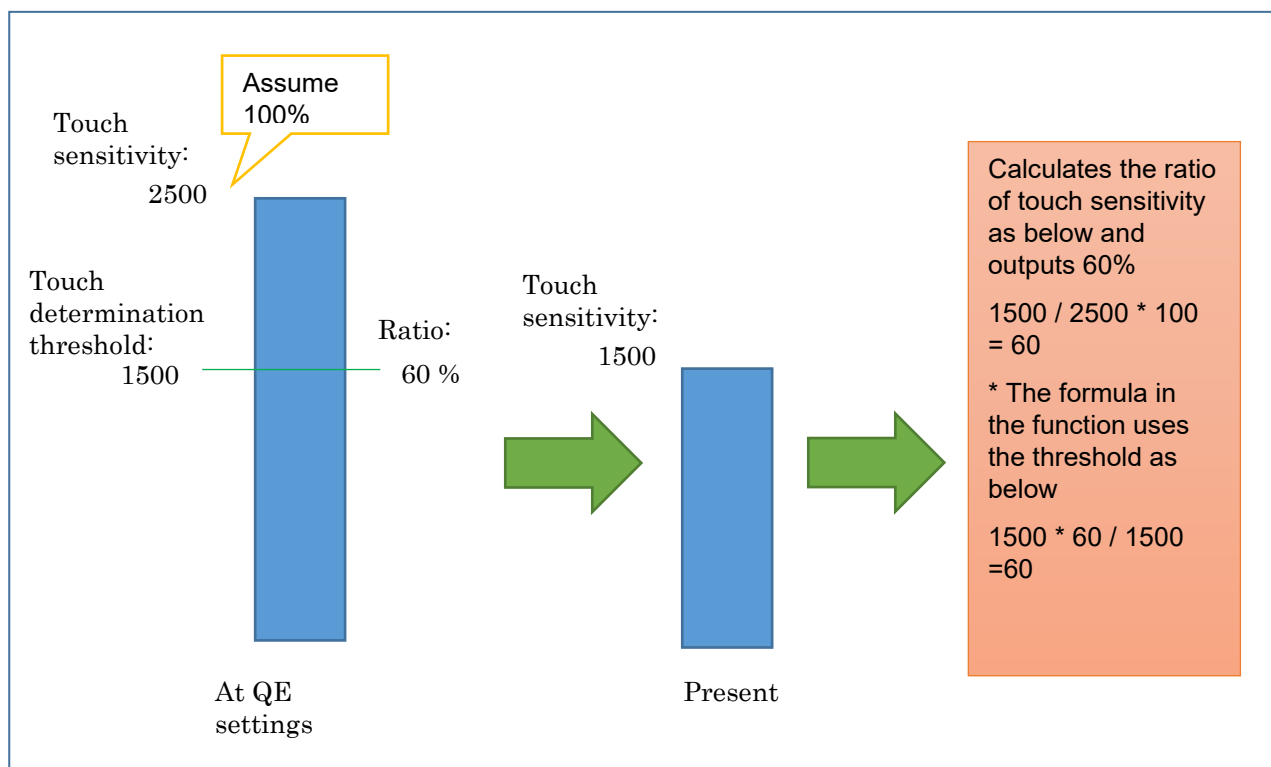 Assume
100%
Touch
sensitivity:
2500
Touch
determination
threshold:
1500
Ratio:
60 %
At QE
settings
Touch
sensitivity:
1500
Present
Calculates the ratio
of touch sensitivity
as below and
outputs 60%
1500 / 2500 * 100
= 60
* The formula in
the function uses
the threshold as
below
1500 * 60 / 1500
=60